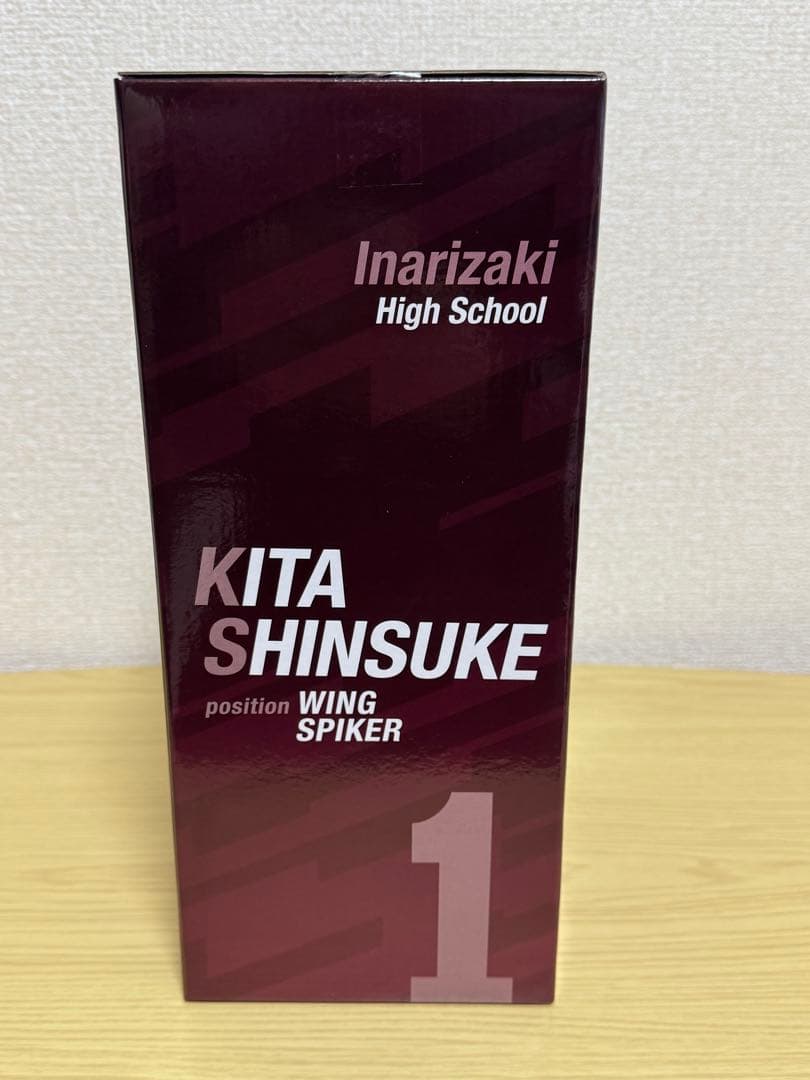 Inarizaki
High School
KITA
SHINSUKE
position WING
SPIKER
1